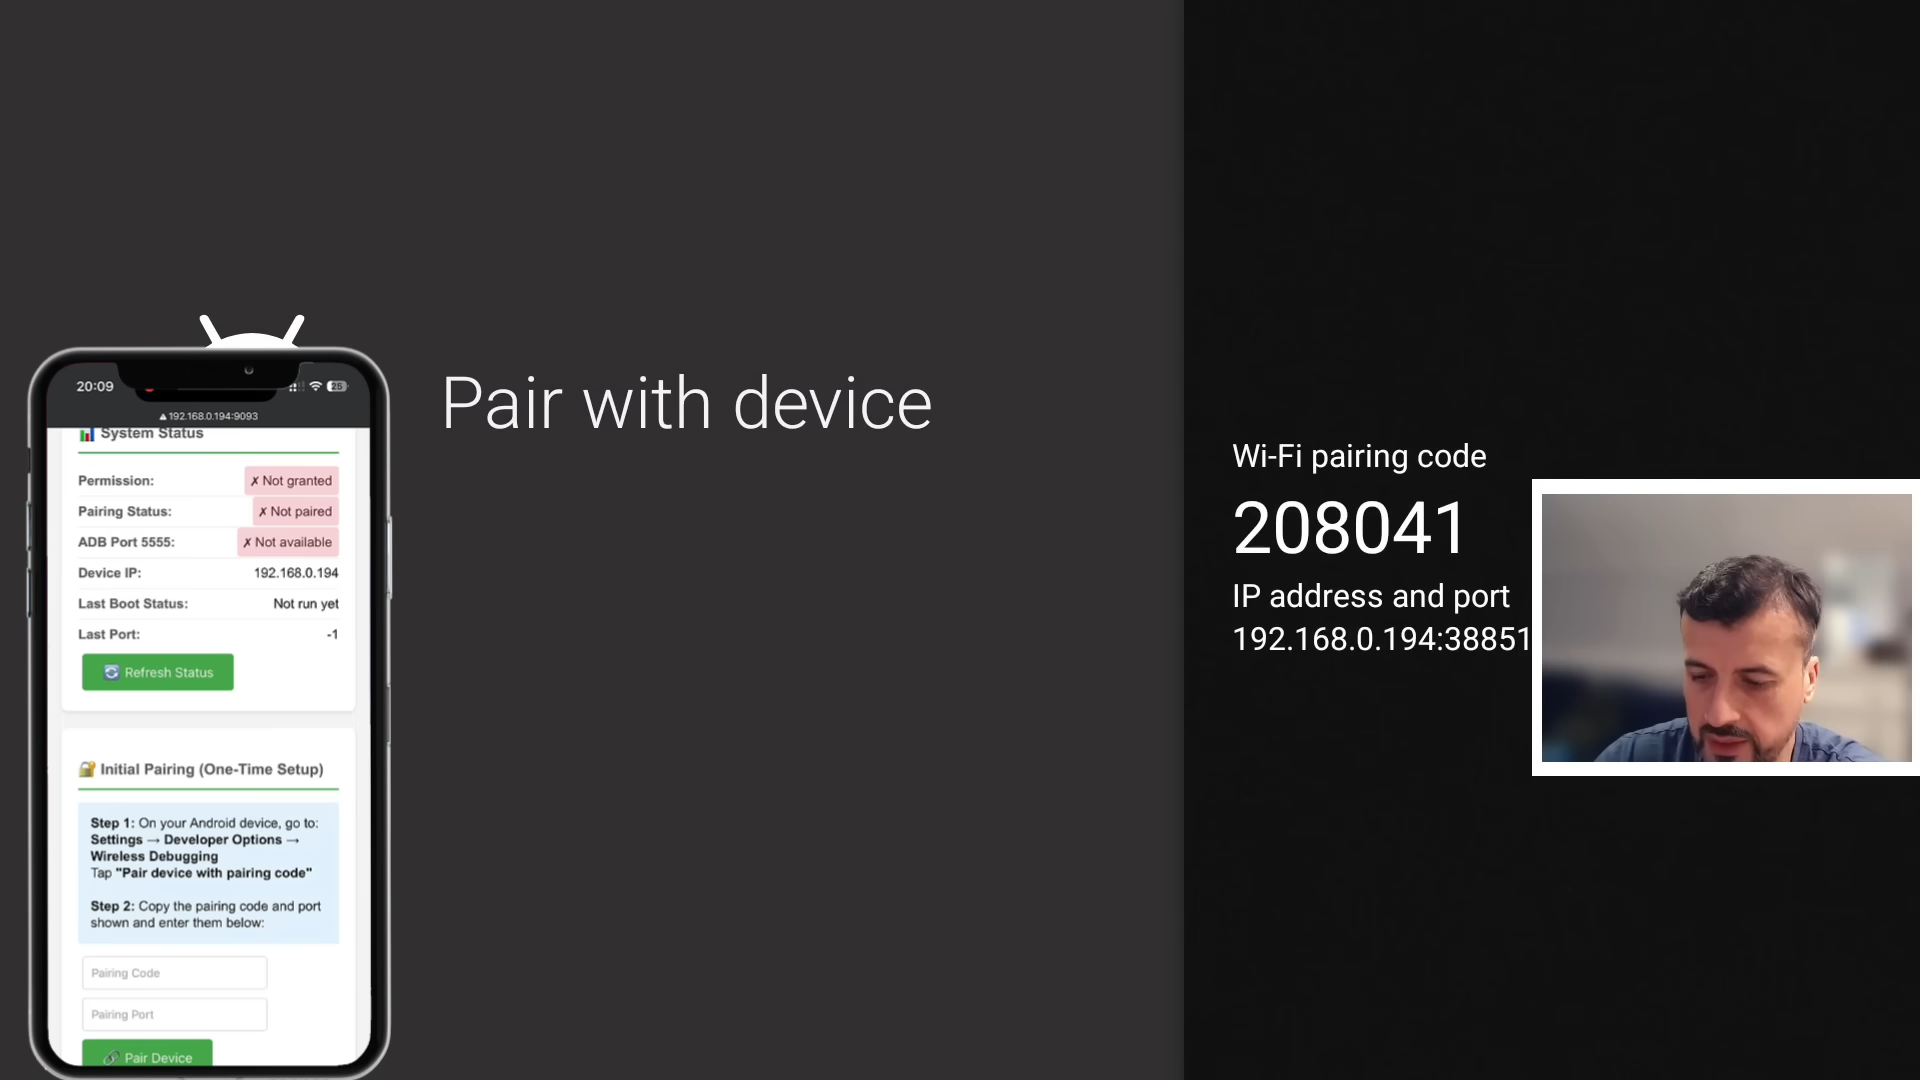 20:09
25
192.168.0.194:9093
System Status
Permission:
✗ Not granted
Pairing Status:
✗ Not paired
ADB Port 5555:
✗ Not available
Device IP:
192.168.0.194
Last Boot Status:
Not run yet
Last Port:
-1
Refresh Status
Initial Pairing (One-Time Setup)
Step 1: On your Android device, go to:
Settings → Developer Options →
Wireless Debugging
Tap "Pair device with pairing code"
Step 2: Copy the pairing code and port
shown and enter them below:
Pairing Code
Pairing Port
Pair Device
Pair with device
Wi-Fi pairing code
208041
IP address and port
192.168.0.194:38851